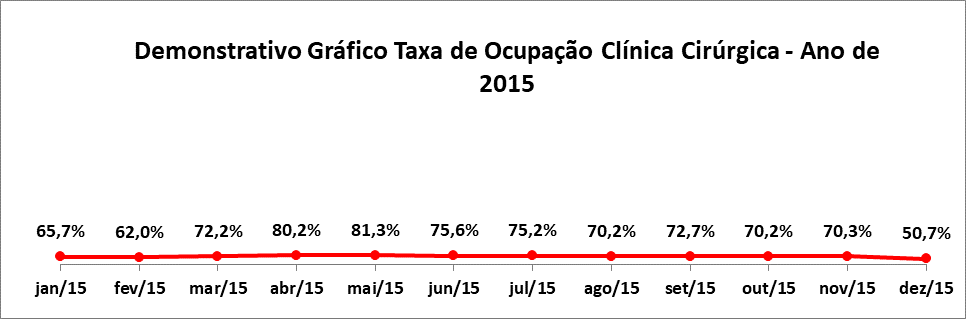 Demonstrativo Gráfico Taxa de Ocupação Clínica Cirúrgica - Ano de
2015
65,7% 62,0% 72,2% 80,2% 81,3% 75,6% 75,2% 70,2% 72,7% 70,2% 70,3% 50,7%
jan/15 fev/15 mar/15 abr/15 mai/15 jun/15 jul/15 ago/15 set/15 out/15 nov/15 dez/15